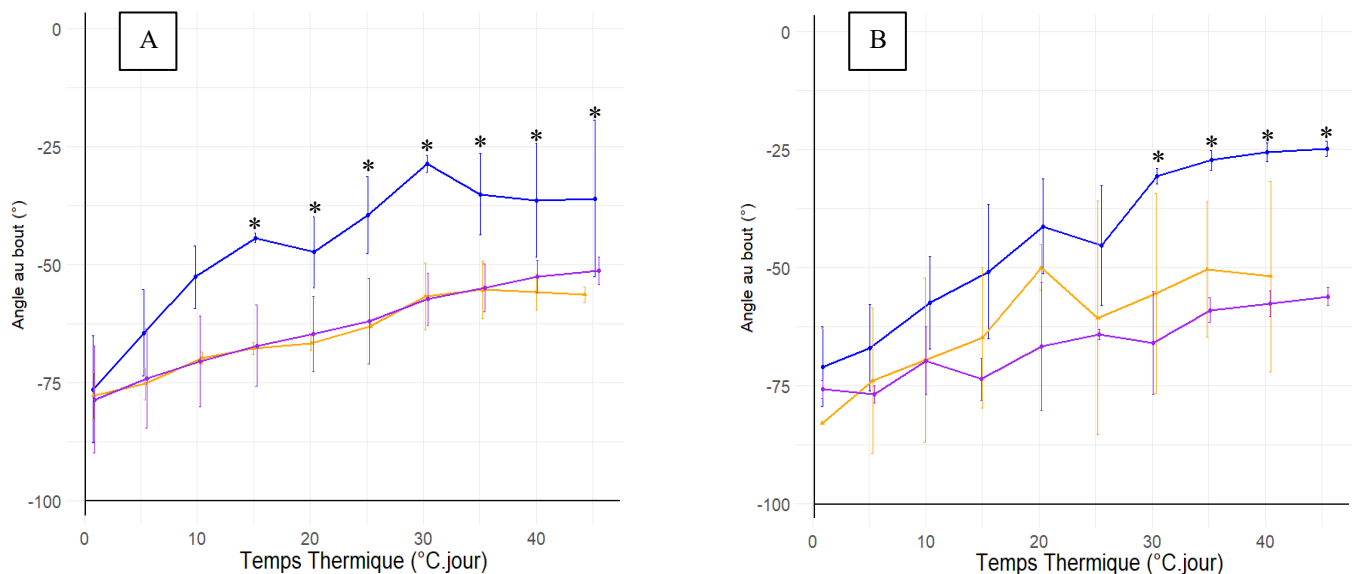 A
0
-25
-50
-75
-100
Angle au bout (°)
* * * * * * *
0 10 20 30 40
Temps Thermique (°C.jour)
B
0
-25
-50
-75
-100
Angle au bout (°)
* * * *
0 10 20 30 40
Temps Thermique (°C.jour)